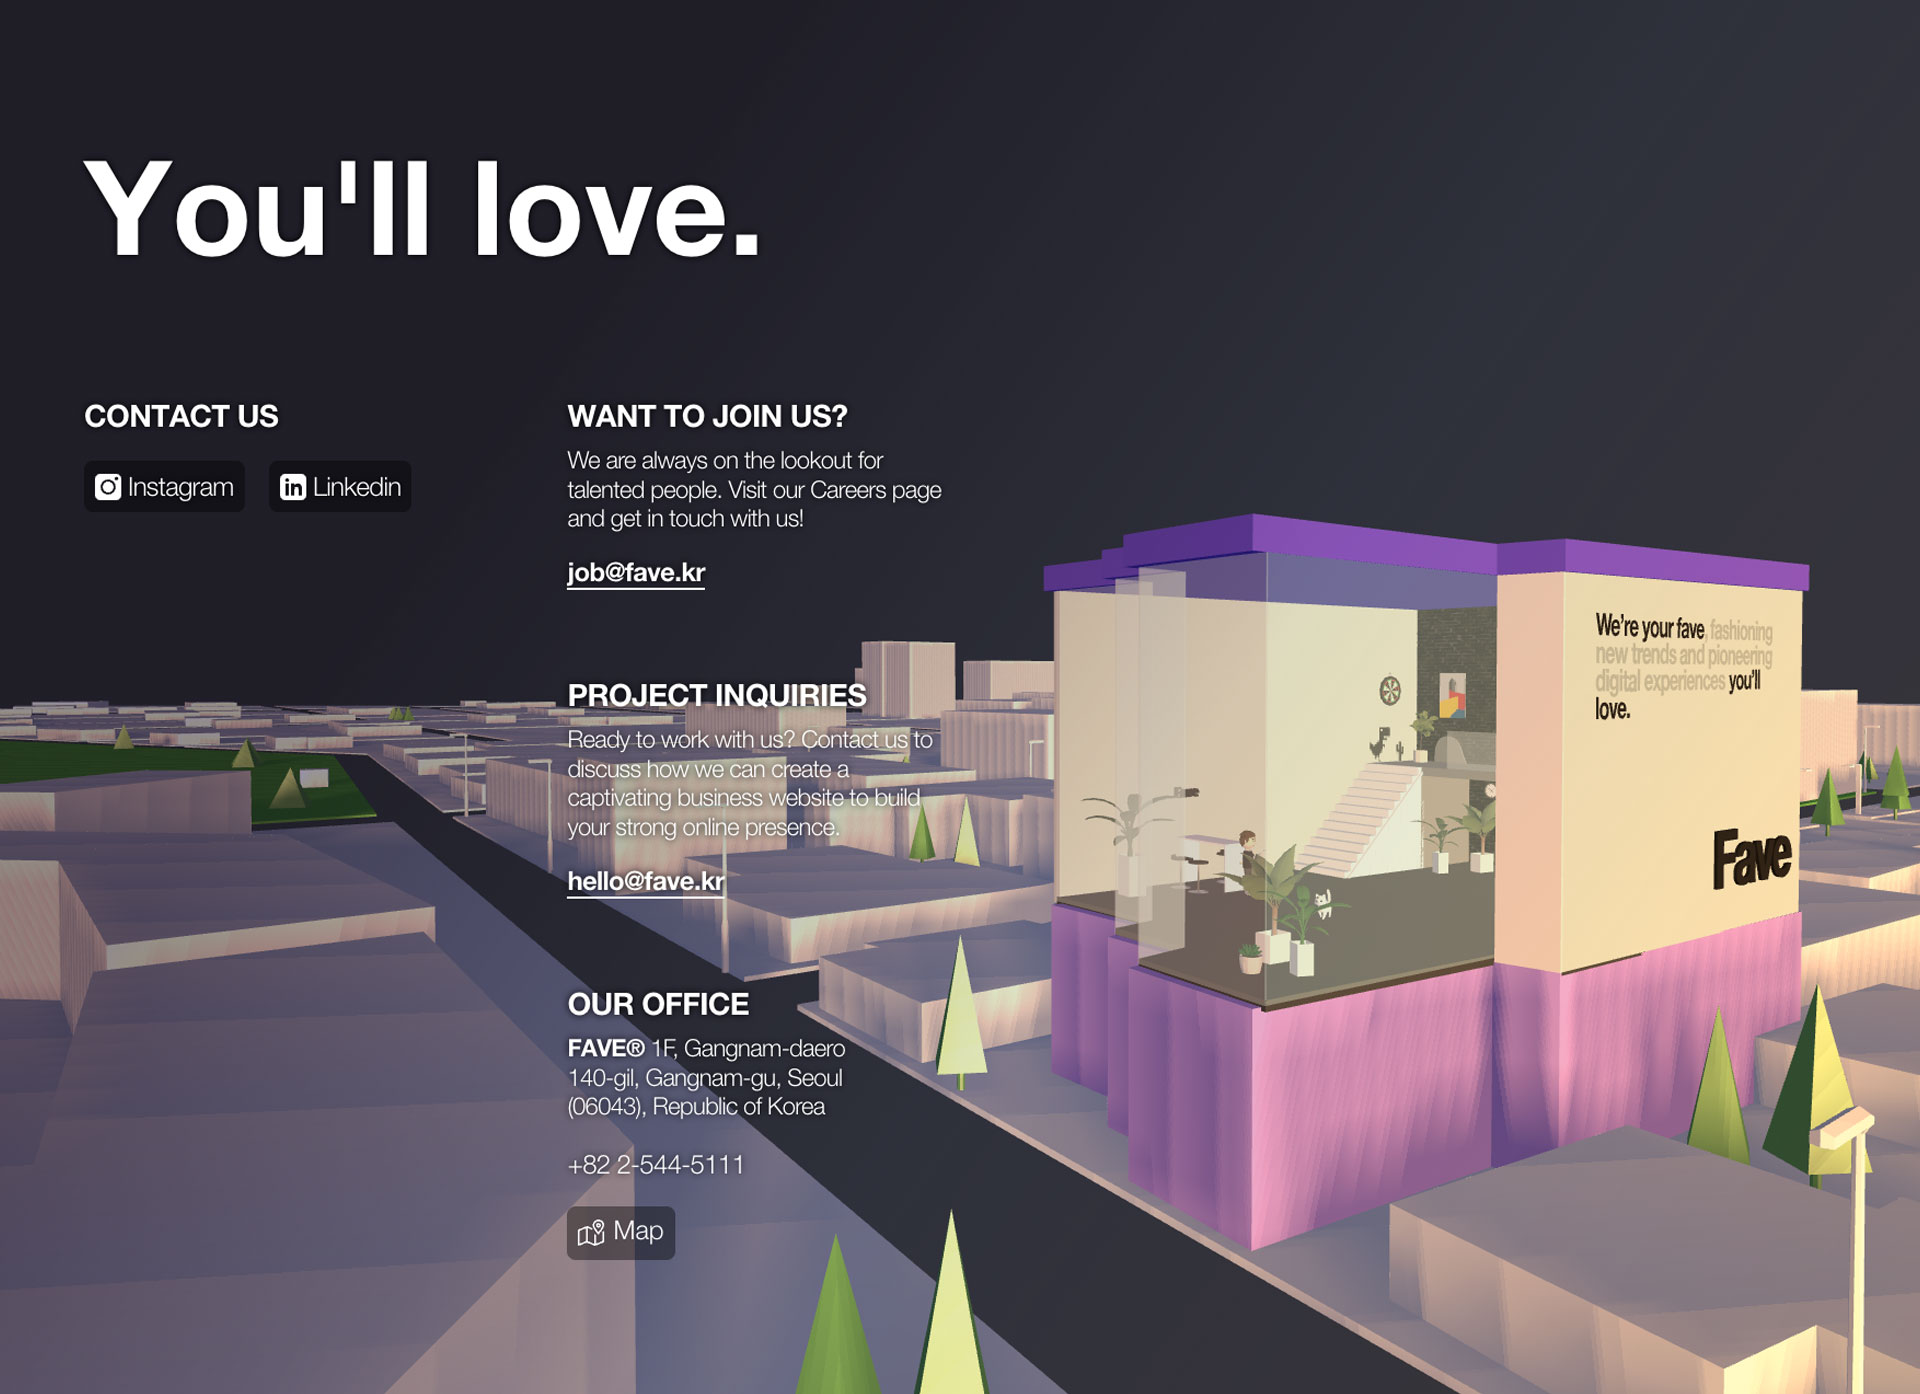 You'll love.
CONTACT US
Instagram
Linkedin
WANT TO JOIN US?
We are always on the lookout for
talented people. Visit our Careers page
and get in touch with us!
job@fave.kr
PROJECT INQUIRIES
Ready to work with us? Contact us to
discuss how we can create a
captivating business website to build
your strong online presence.
hello@fave.kr
OUR OFFICE
FAVE® 1F, Gangnam-daero
140-gil, Gangnam-gu, Seoul
(06043), Republic of Korea
+82 2-544-5111
Map
We're your fave, fashioning
new trends and pioneering
digital experiences you'll
love.
Fave